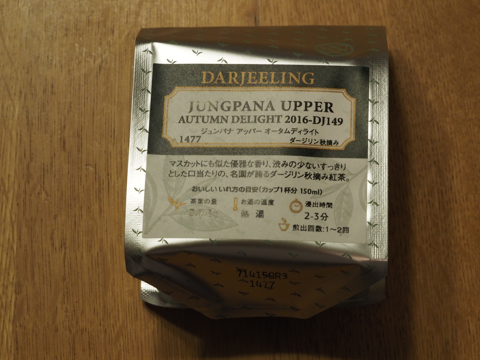 DARJEELING
JUNGPANA UPPER
AUTUMN DELIGHT 2016-DJ149
ジュンパナ アッパー オータムディライト
1477 ダージリン秋摘み
マスカットにも似た優雅な香り、渋みの少ないすっきり
とした口当たりの、名園が誇るダージリン秋摘み紅茶。
おいしいいれ方の目安(カップ1杯分 150ml)
茶葉の量 お湯の温度 浸出時間
熱湯 2-3分
煎出回数:1~2回